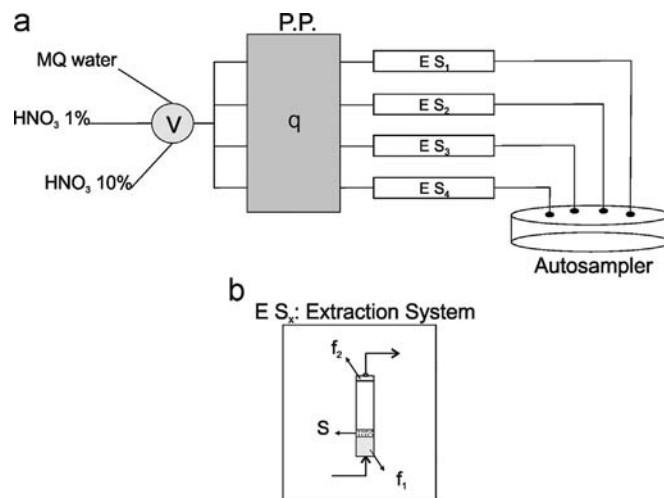 a
P.P.
MQ water
HNO₃ 1%
HNO₃ 10%
V
q
E S₁
E S₂
E S₃
E S₄
Autosampler
b
E Sₓ: Extraction System
f₂
S
f₁